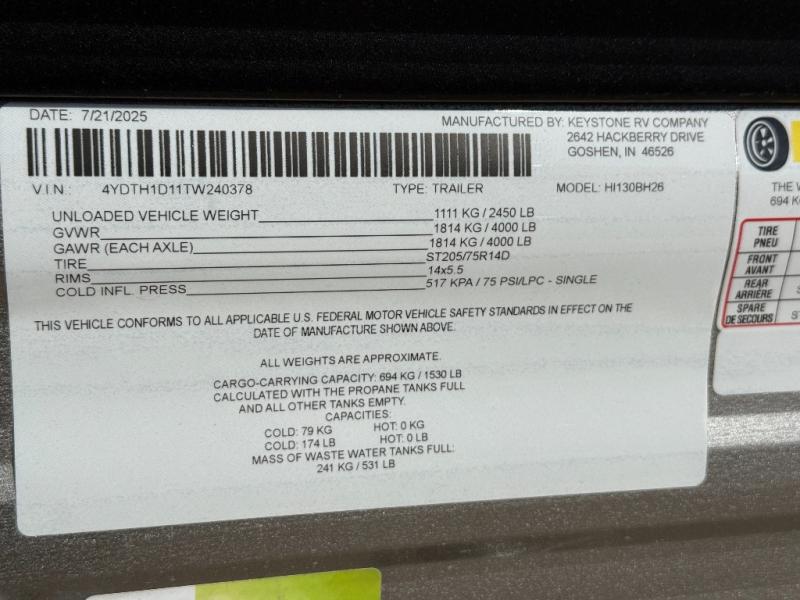 DATE: 7/21/2025
MANUFACTURED BY: KEYSTONE RV COMPANY
2642 HACKBERRY DRIVE
GOSHEN, IN 46526
V.I.N. 4YDTH1D11TW240378 TYPE: TRAILER MODEL: HI130BH26
UNLOADED VEHICLE WEIGHT 1111 KG / 2450 LB
GVWR 1814 KG / 4000 LB
GAWR (EACH AXLE) 1814 KG / 4000 LB
TIRE ST205/75R14D
RIMS 14x5.5
COLD INFL. PRESS 517 KPA / 75 PSI/LPC - SINGLE
THIS VEHICLE CONFORMS TO ALL APPLICABLE U.S. FEDERAL MOTOR VEHICLE SAFETY STANDARDS IN EFFECT ON THE
DATE OF MANUFACTURE SHOWN ABOVE.
ALL WEIGHTS ARE APPROXIMATE.
CARGO-CARRYING CAPACITY: 694 KG / 1530 LB
CALCULATED WITH THE PROPANE TANKS FULL
AND ALL OTHER TANKS EMPTY.
CAPACITIES:
COLD: 79 KG HOT: 0 KG
COLD: 174 LB HOT: 0 LB
MASS OF WASTE WATER TANKS FULL:
241 KG / 531 LB
THE
694
TIRE
PNEU
FRONT
AVANT
REAR
ARRIÈRE
SPARE
DE SECOURS